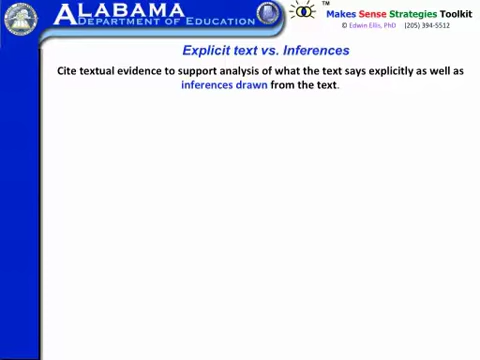 ALABAMA
DEPARTMENT OF EDUCATION
TM
Makes Sense Strategies Toolkit
© Edwin Ellis, PhD (205) 394-5512
Explicit text vs. Inferences
Cite textual evidence to support analysis of what the text says explicitly as well as
inferences drawn from the text.